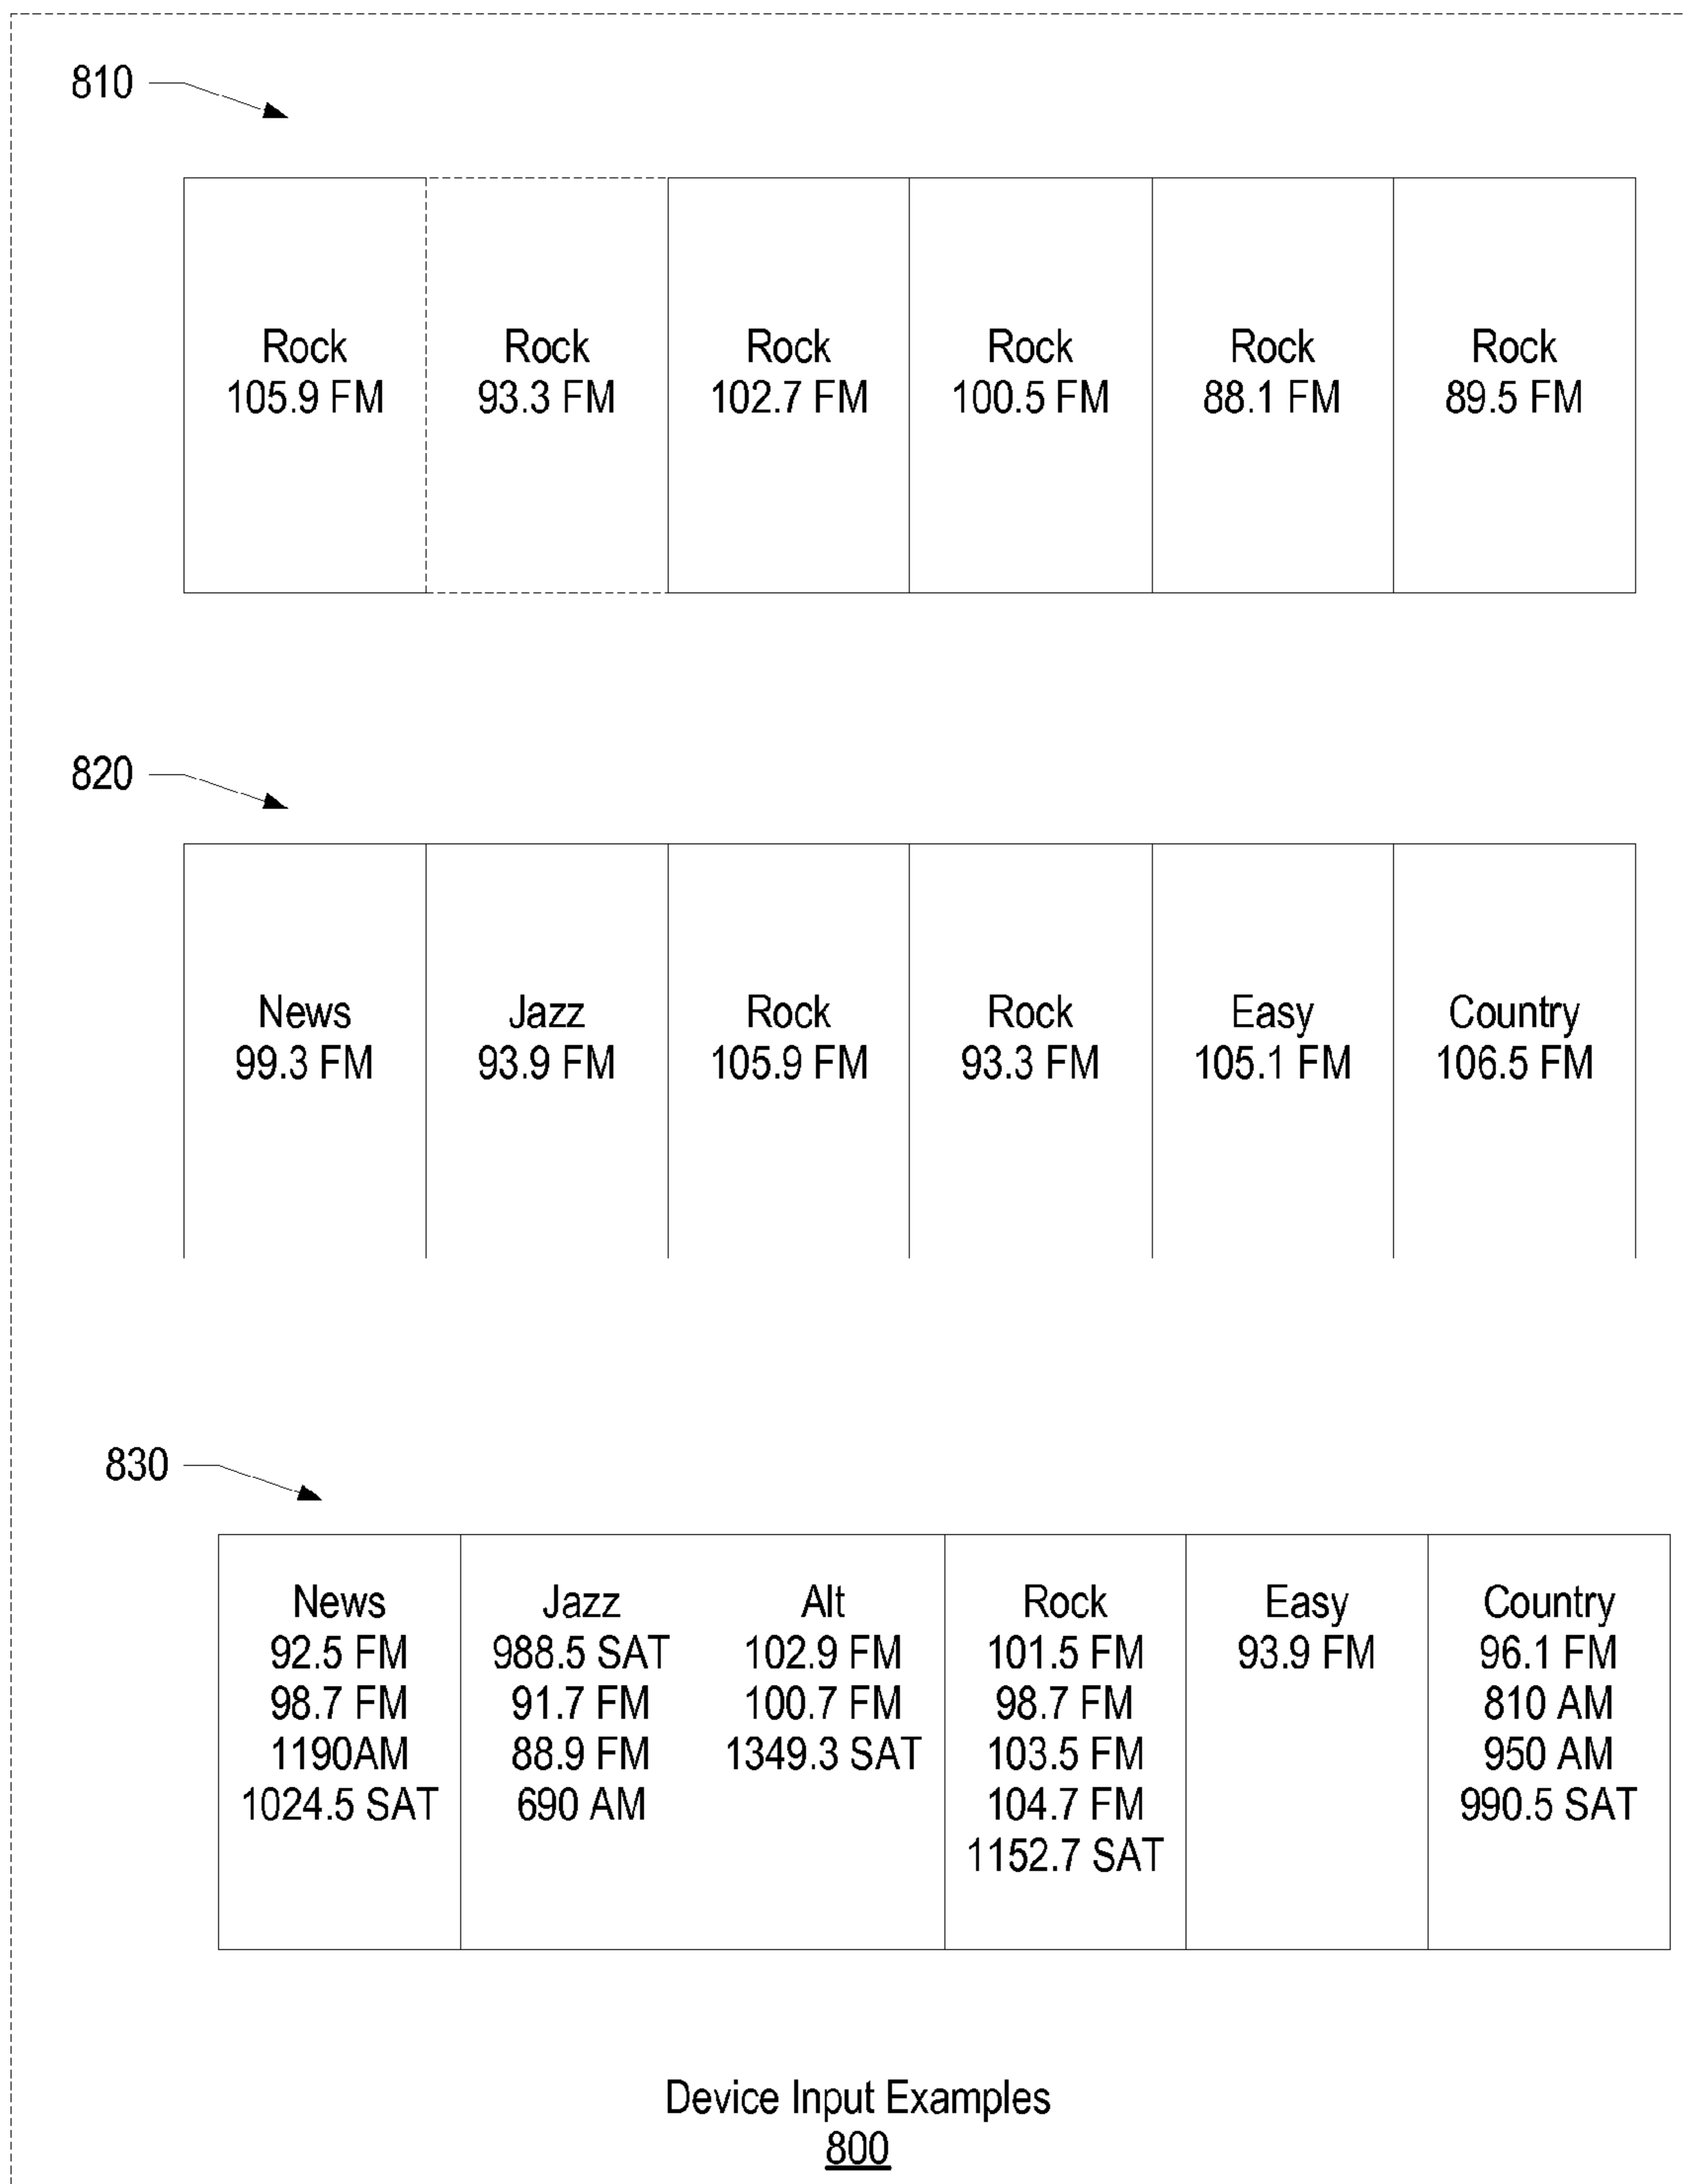 810
Rock
105.9 FM
Rock
93.3 FM
Rock
102.7 FM
Rock
100.5 FM
Rock
88.1 FM
Rock
89.5 FM
820
News
99.3 FM
Jazz
93.9 FM
Rock
105.9 FM
Rock
93.3 FM
Easy
105.1 FM
Country
106.5 FM
830
News
92.5 FM
98.7 FM
1190AM
1024.5 SAT
Jazz
988.5 SAT
91.7 FM
88.9 FM
690 AM
Alt
102.9 FM
100.7 FM
1349.3 SAT
Rock
101.5 FM
98.7 FM
103.5 FM
104.7 FM
1152.7 SAT
Easy
93.9 FM
Country
96.1 FM
810 AM
950 AM
990.5 SAT
Device Input Examples
800